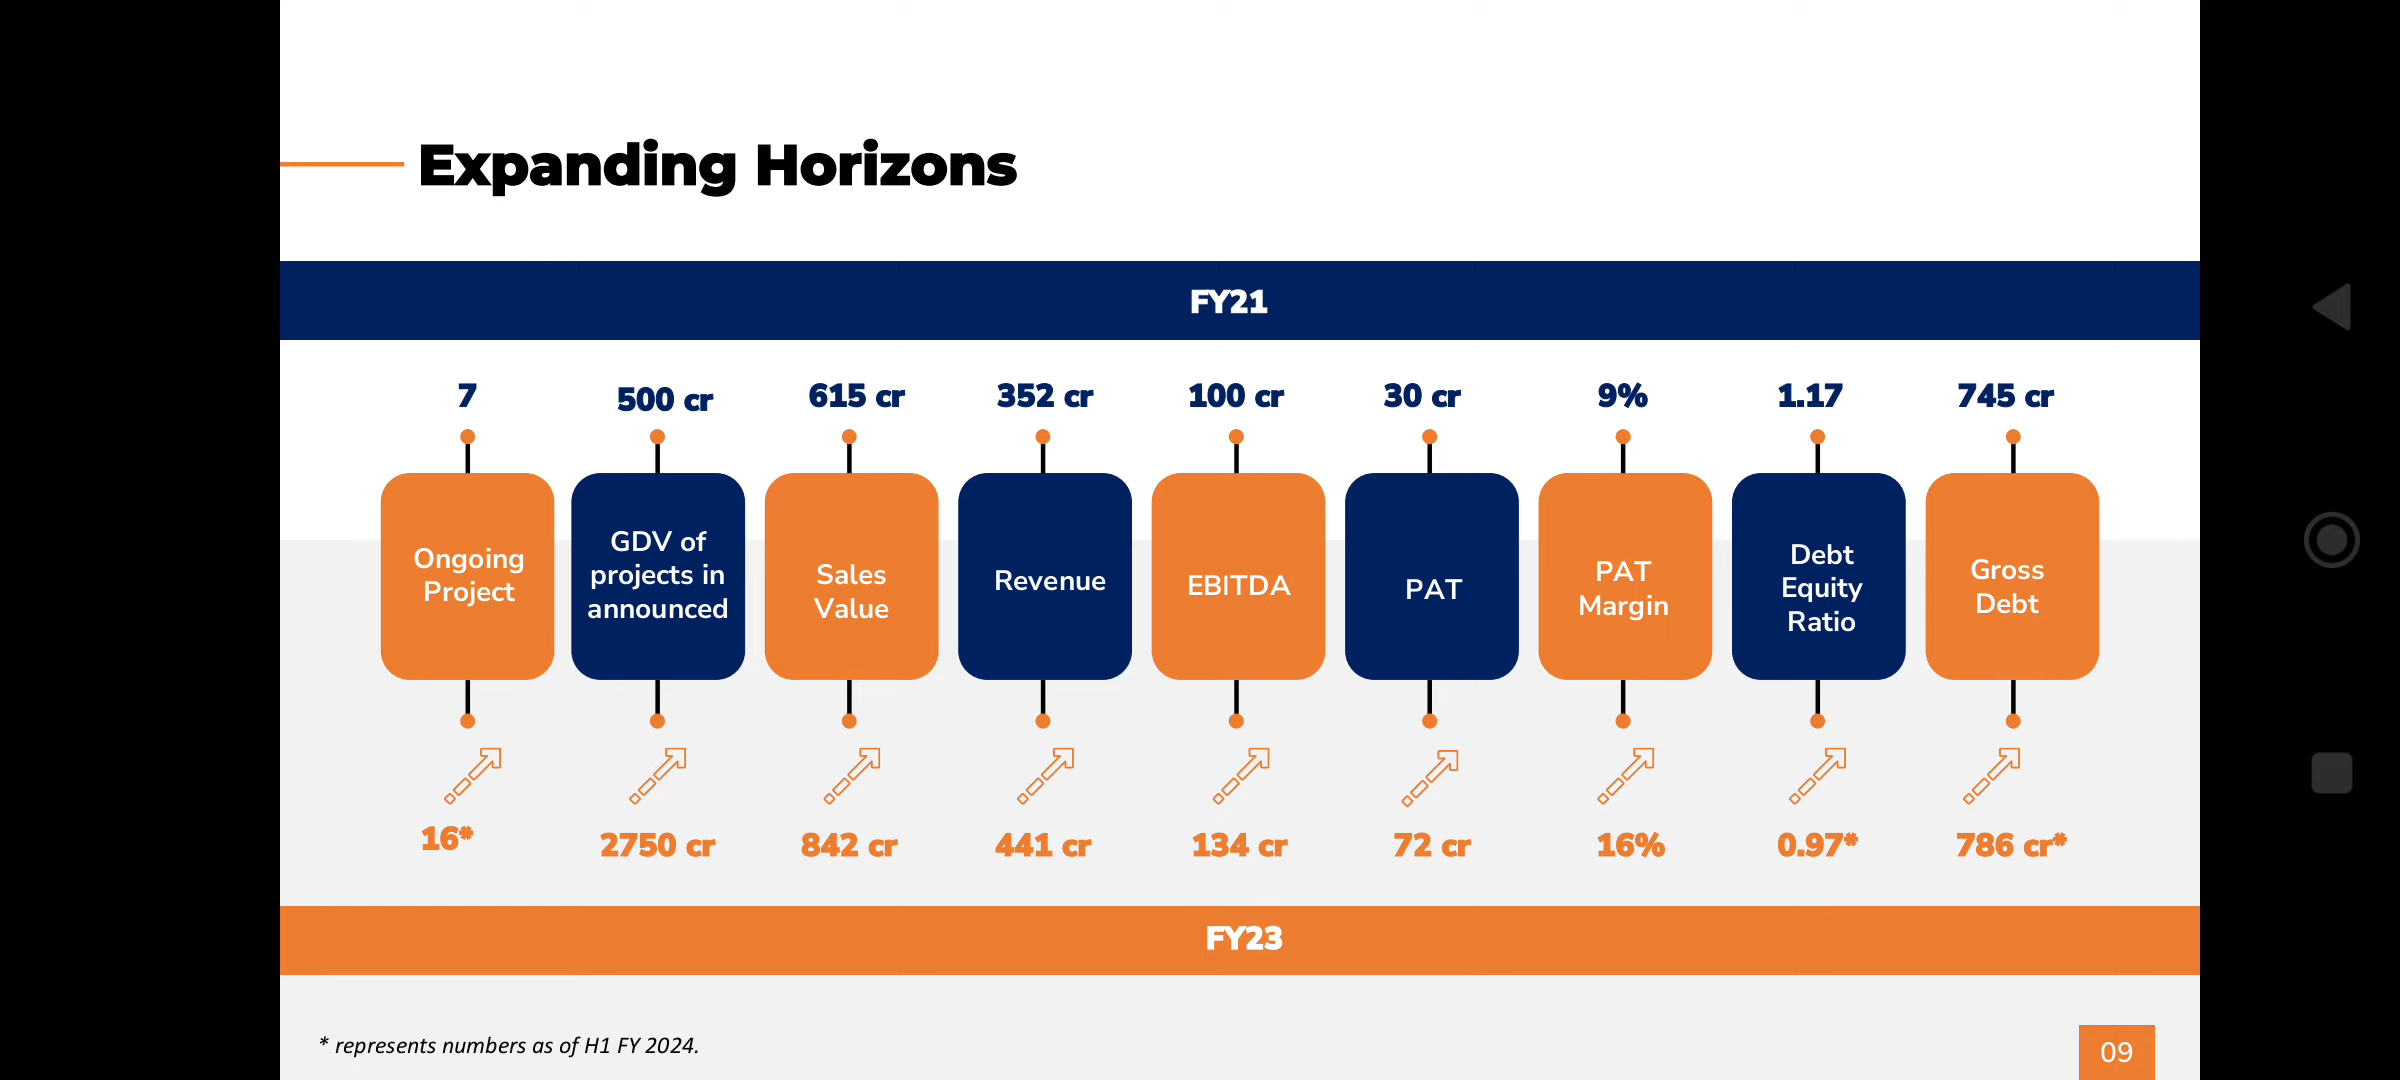 Expanding Horizons
FY21
7
500 cr
615 cr
352 cr
100 cr
30 cr
9%
1.17
745 cr
Ongoing
Project
GDV of
projects in
announced
Sales
Value
Revenue
EBITDA
PAT
PAT
Margin
Debt
Equity
Ratio
Gross
Debt
16*
2750 cr
842 cr
441 cr
134 cr
72 cr
16%
0.97*
786 cr*
FY23
* represents numbers as of H1 FY 2024.
09